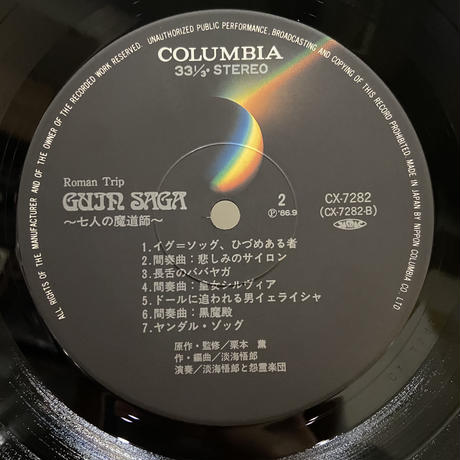 ALL RIGHTS OF THE MANUFACTURER AND OF THE OWNER OF THE RECORDED WORK RESERVED. UNAUTHORIZED PUBLIC PERFORMANCE, BROADCASTING AND COPYING OF THIS RECORD PROHIBITED. MADE IN JAPAN BY NIPPON COLUMBIA CO. LTD.
COLUMBIA
33⅓ STEREO
Roman Trip
GUIN SAGA
〜七人の魔道師〜
2
Ⓟ'86.9
CX-7282
(CX-7282-B)
1.イグ=ソッグ、ひづめある者
2.間奏曲：悲しみのサイロン
3.長舌のババヤガ
4.間奏曲：皇女シルヴィア
5.ドールに追われる男イェライシャ
6.間奏曲：黒魔殿
7.ヤンダル・ゾッグ
原作・監修／栗本 薫
作・編曲／淡海悟郎
演奏／淡海悟郎と怨霊楽団